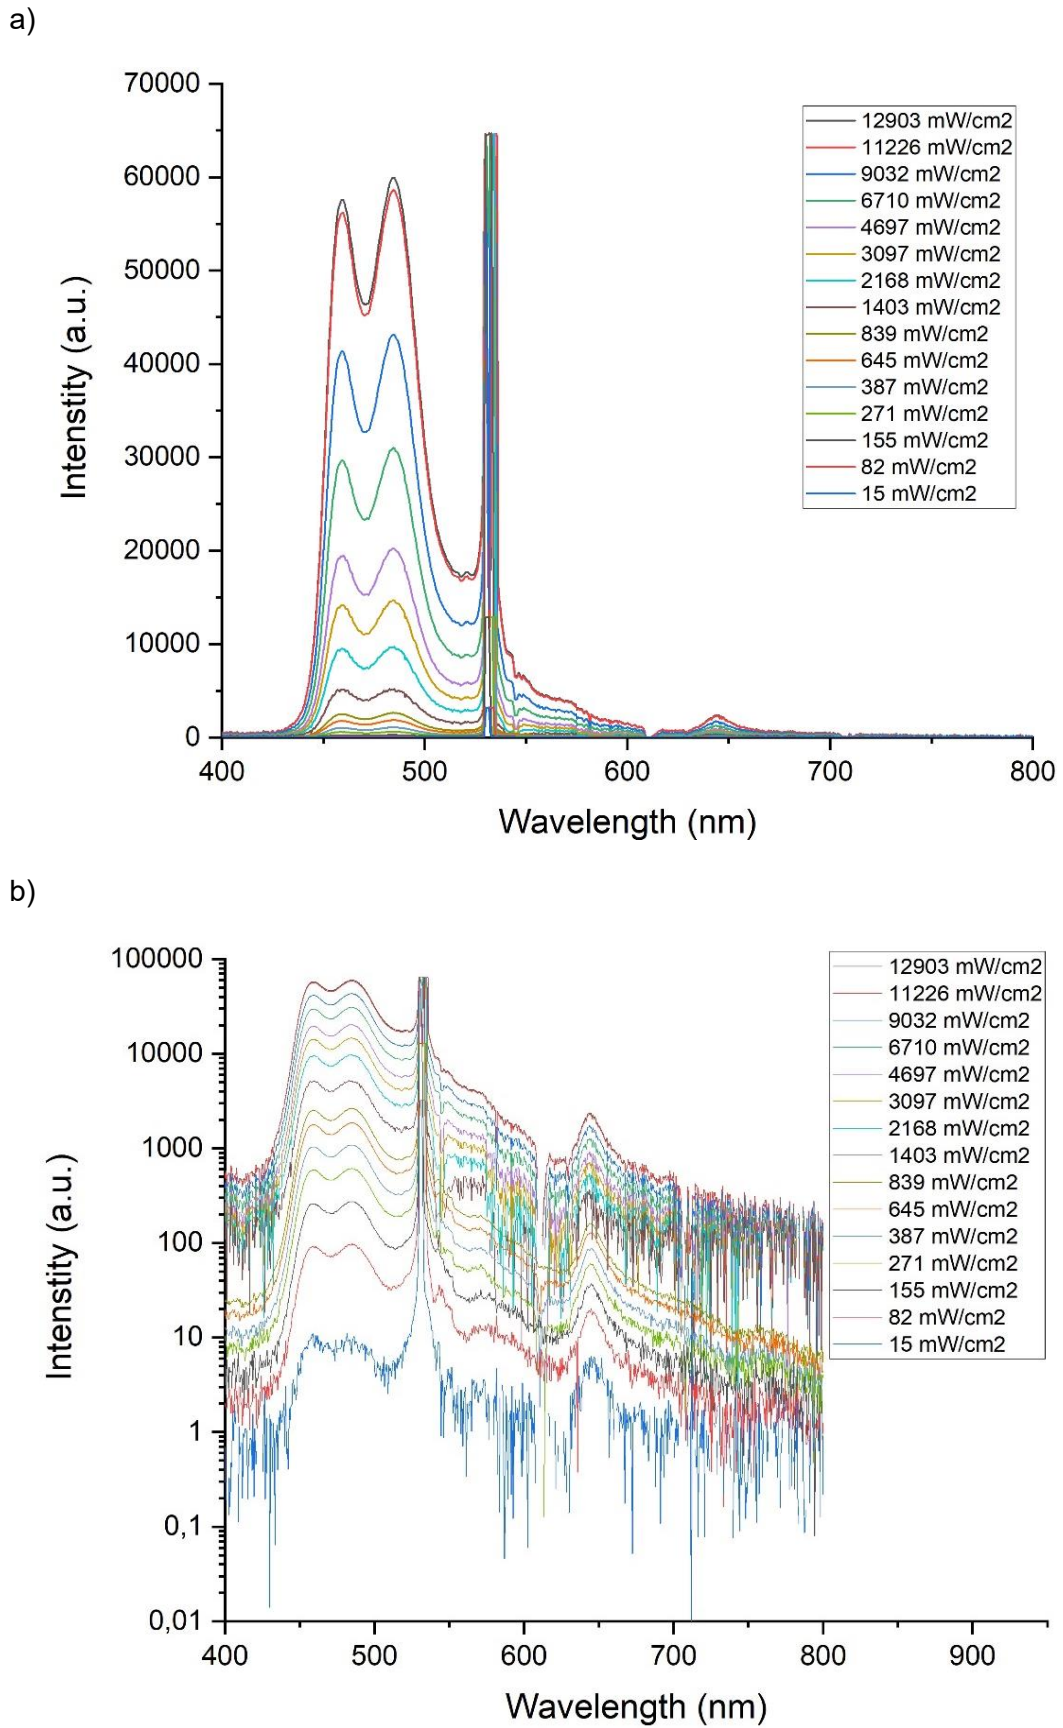 a)
70000
60000
50000
40000
30000
20000
10000
0
Intenstity (a.u.)
400 500 600 700 800
Wavelength (nm)
12903 mW/cm2
11226 mW/cm2
9032 mW/cm2
6710 mW/cm2
4697 mW/cm2
3097 mW/cm2
2168 mW/cm2
1403 mW/cm2
839 mW/cm2
645 mW/cm2
387 mW/cm2
271 mW/cm2
155 mW/cm2
82 mW/cm2
15 mW/cm2
b)
100000
10000
1000
100
10
1
0,1
0,01
Intenstity (a.u.)
400 500 600 700 800 900
Wavelength (nm)
12903 mW/cm2
11226 mW/cm2
9032 mW/cm2
6710 mW/cm2
4697 mW/cm2
3097 mW/cm2
2168 mW/cm2
1403 mW/cm2
839 mW/cm2
645 mW/cm2
387 mW/cm2
271 mW/cm2
155 mW/cm2
82 mW/cm2
15 mW/cm2